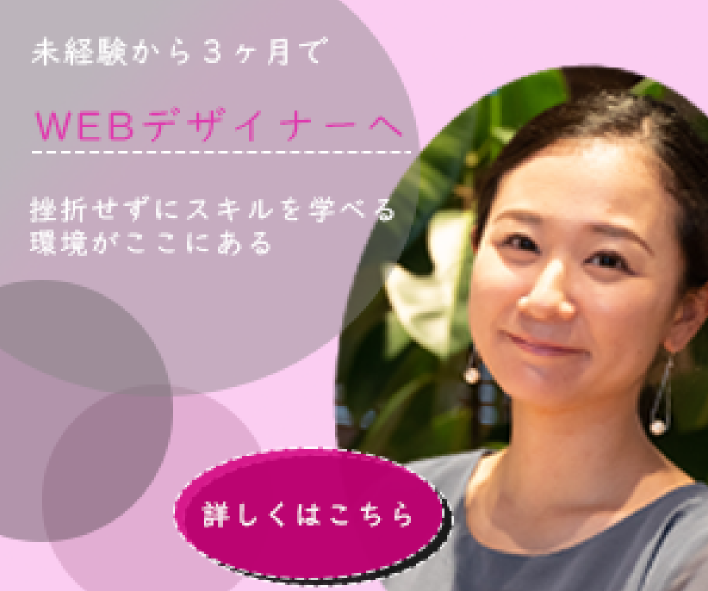 未経験から３ヶ月で
WEBデザイナーへ
挫折せずにスキルを学べる
環境がここにある
詳しくはこちら